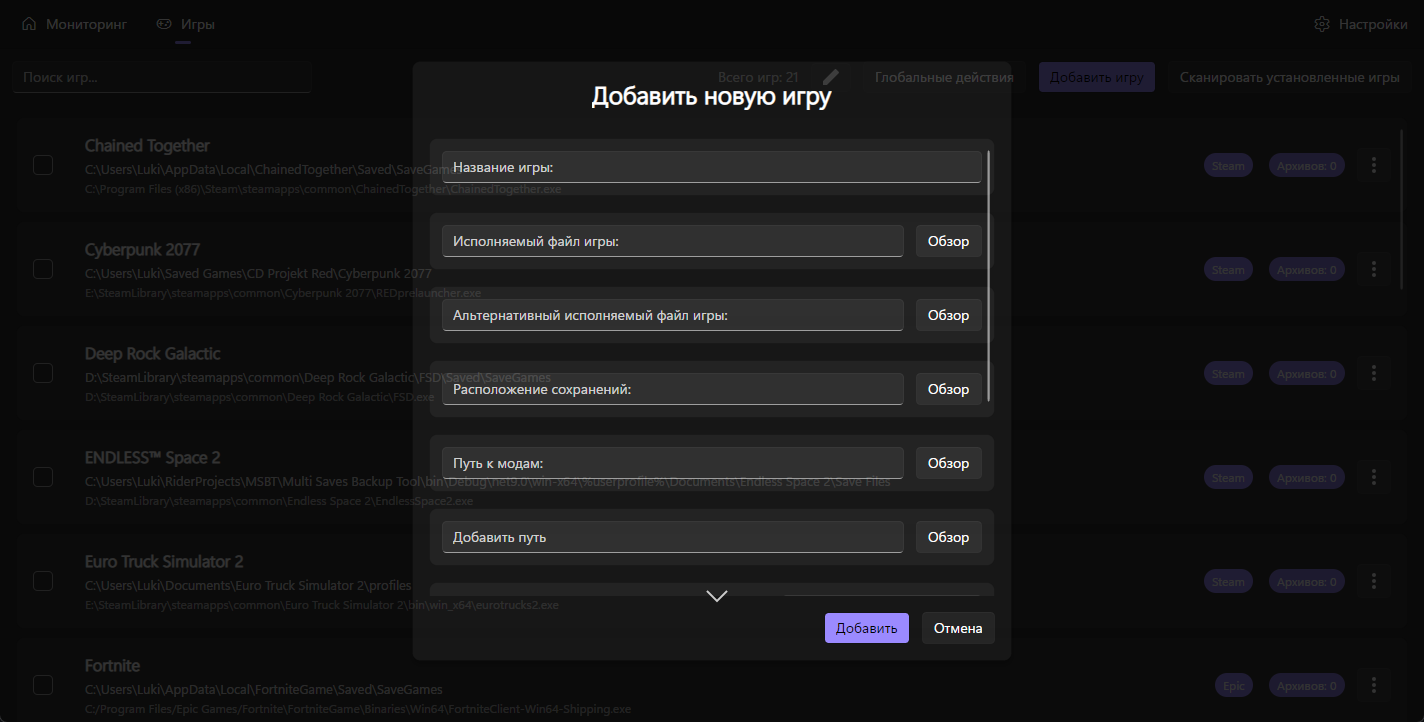 Мониторинг
Игры
Настройки
Поиск игр...
Всего игр: 21
Глобальные действия
Добавить игру
Сканировать установленные игры
Добавить новую игру
Название игры:
Исполняемый файл игры:
Обзор
Альтернативный исполняемый файл игры:
Обзор
Расположение сохранений:
Обзор
Путь к модам:
Обзор
Добавить путь
Обзор
Добавить
Отмена
Chained Together
C:\Users\Luki\AppData\Local\ChainedTogether\Saved\SaveGames
C:\Program Files (x86)\Steam\steamapps\common\ChainedTogether\ChainedTogether.exe
Steam
Архивов: 0
Cyberpunk 2077
C:\Users\Luki\Saved Games\CD Projekt Red\Cyberpunk 2077
E:\SteamLibrary\steamapps\common\Cyberpunk 2077\REDprelauncher.exe
Steam
Архивов: 0
Deep Rock Galactic
D:\SteamLibrary\steamapps\common\Deep Rock Galactic\FSD\Saved\SaveGames
D:\SteamLibrary\steamapps\common\Deep Rock Galactic\FSD.exe
Steam
Архивов: 0
ENDLESS™ Space 2
C:\Users\Luki\RiderProjects\MSBT\Multi Saves Backup Tool\bin\Debug\net9.0\win-x64\%userprofile%\Documents\Endless Space 2\Save Files
D:\SteamLibrary\steamapps\common\Endless Space 2\EndlessSpace2.exe
Steam
Архивов: 0
Euro Truck Simulator 2
C:\Users\Luki\Documents\Euro Truck Simulator 2\profiles
E:\SteamLibrary\steamapps\common\Euro Truck Simulator 2\bin\win_x64\eurotrucks2.exe
Steam
Архивов: 0
Fortnite
C:\Users\Luki\AppData\Local\FortniteGame\Saved\SaveGames
C:/Program Files/Epic Games/Fortnite\FortniteGame\Binaries\Win64\FortniteClient-Win64-Shipping.exe
Epic
Архивов: 0